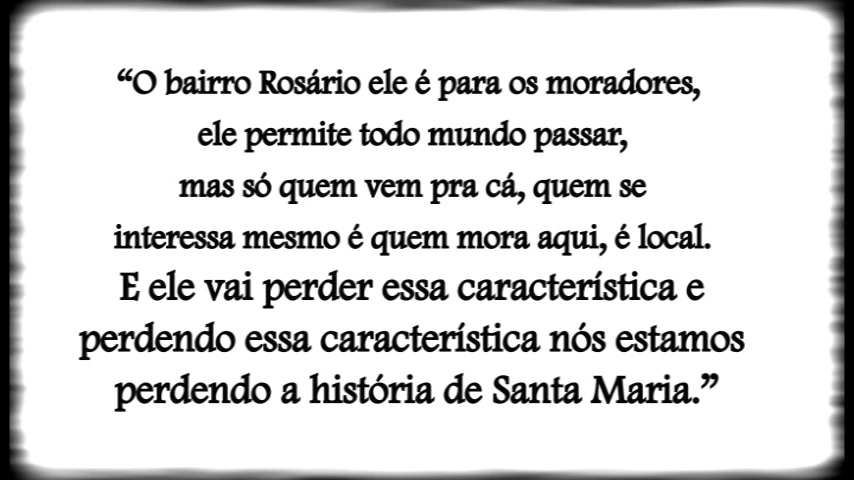 “O bairro Rosário ele é para os moradores,
ele permite todo mundo passar,
mas só quem vem pra cá, quem se
interessa mesmo é quem mora aqui, é local.
E ele vai perder essa característica e
perdendo essa característica nós estamos
perdendo a história de Santa Maria.”